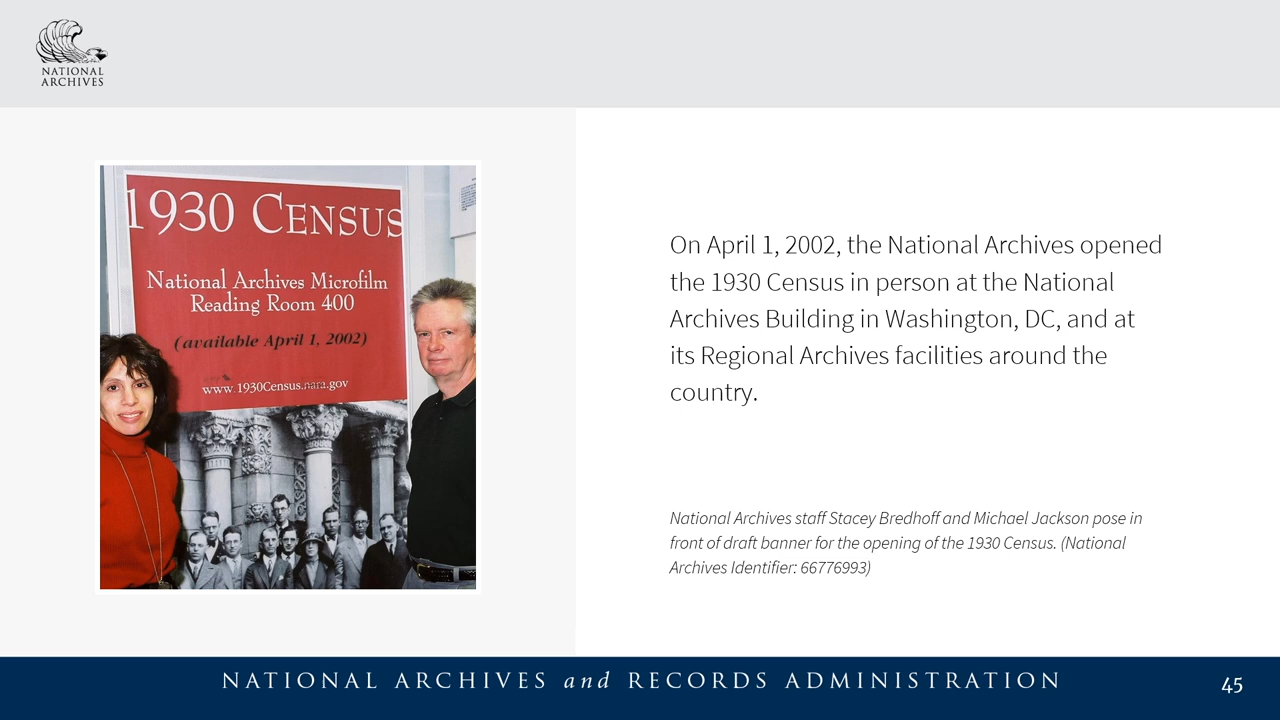 NATIONAL
ARCHIVES
1930 CENSUS
National Archives Microfilm
Reading Room 400
(available April 1, 2002)
www.1930Census.nara.gov
On April 1, 2002, the National Archives opened
the 1930 Census in person at the National
Archives Building in Washington, DC, and at
its Regional Archives facilities around the
country.
National Archives staff Stacey Bredhoff and Michael Jackson pose in
front of draft banner for the opening of the 1930 Census. (National
Archives Identifier: 66776993)
NATIONAL ARCHIVES and RECORDS ADMINISTRATION
45